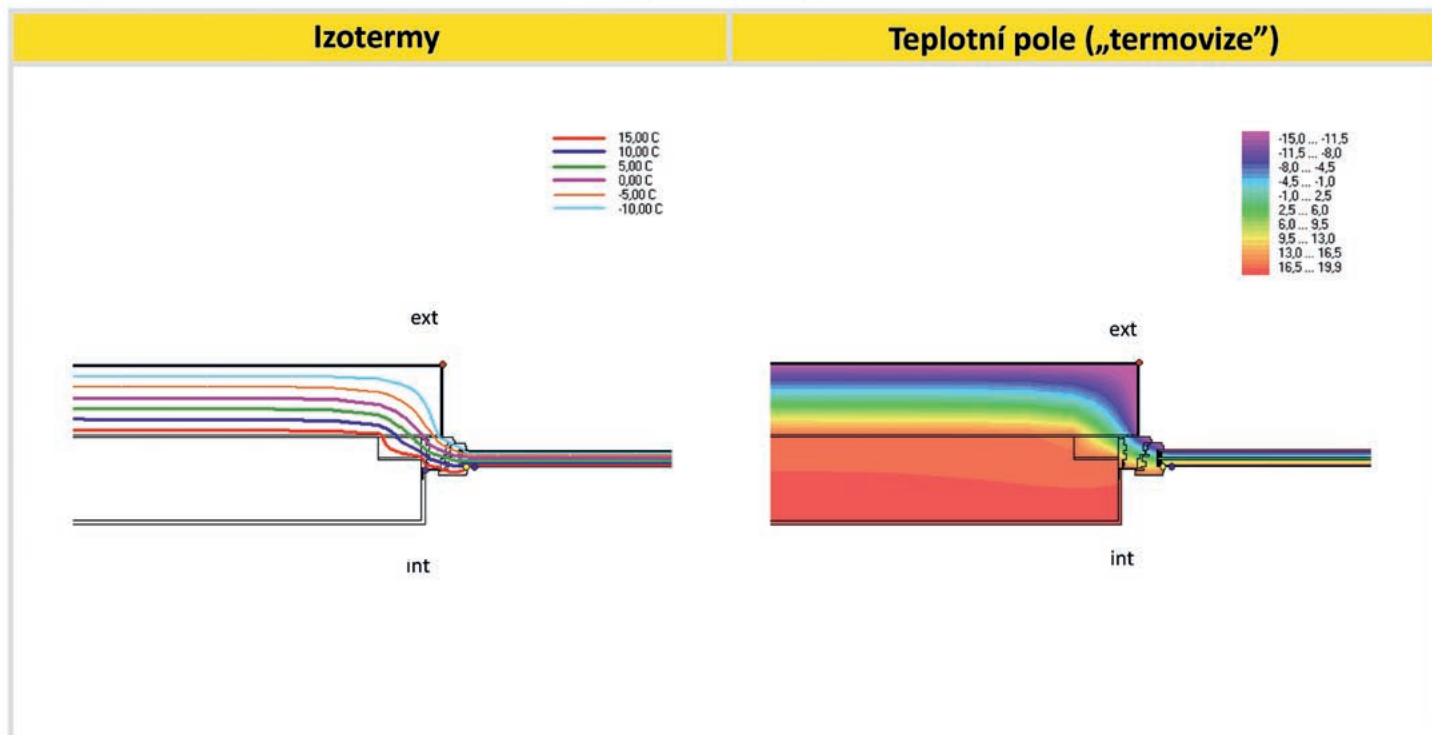 Izotermy
15,00 C
10,00 C
5,00 C
0,00 C
-5,00 C
-10,00 C
ext
int
Teplotní pole („termovize”)
-15,0 ... -11,5
-11,5 ... -8,0
-8,0 ... -4,5
-4,5 ... -1,0
-1,0 ... 2,5
2,5 ... 6,0
6,0 ... 9,5
9,5 ... 13,0
13,0 ... 16,5
16,5 ... 19,9
ext
int